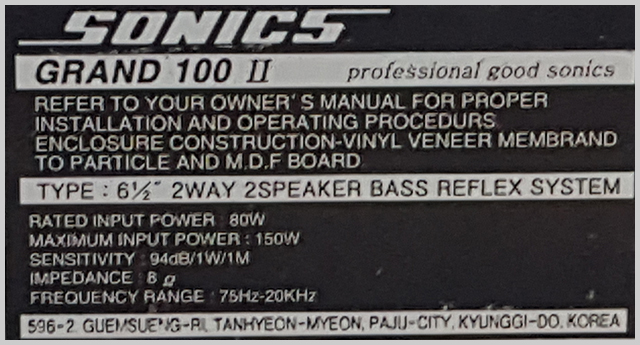 SONICS
GRAND 100 II professional good sonics
REFER TO YOUR OWNER'S MANUAL FOR PROPER
INSTALLATION AND OPERATING PROCEDURS
ENCLOSURE CONSTRUCTION-VINYL VENEER MEMBRAND
TO PARTICLE AND M.D.F BOARD
TYPE : 6½" 2WAY 2SPEAKER BASS REFLEX SYSTEM
RATED INPUT POWER : 80W
MAXIMUM INPUT POWER : 150W
SENSITIVITY : 94dB/1W/1M
IMPEDANCE : 8 Ω
FREQUENCY RANGE : 75Hz-20KHz
596-2 GUEMSUENG-RI, TANHYEON-MYEON, PAJU-CITY, KYUNGGI-DO, KOREA